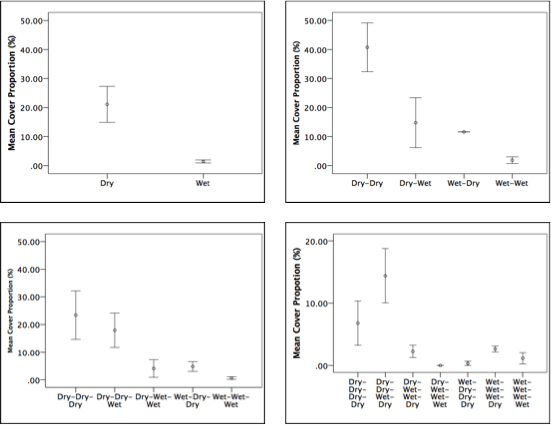 Mean Cover Proportion (%)
50.00
40.00
30.00
20.00
10.00
.00
Dry Wet
Mean Cover Proportion (%)
50.00
40.00
30.00
20.00
10.00
.00
Dry-Dry Dry-Wet Wet-Dry Wet-Wet
Mean Cover Proportion (%)
50.00
40.00
30.00
20.00
10.00
.00
Dry-Dry- Dry-Dry- Dry-Wet- Dry-Wet- Wet-Wet-
Dry Wet Wet Dry Wet
Mean Cover Propotion (%)
20.00
10.00
.00
Dry- Dry- Dry- Dry- Wet- Wet- Wet-
Dry- Dry- Wet- Wet- Dry- Wet- Wet-
Dry- Dry- Dry- Wet- Dry- Wet- Wet-
Wet Dry Dry Wet Dry Dry Wet